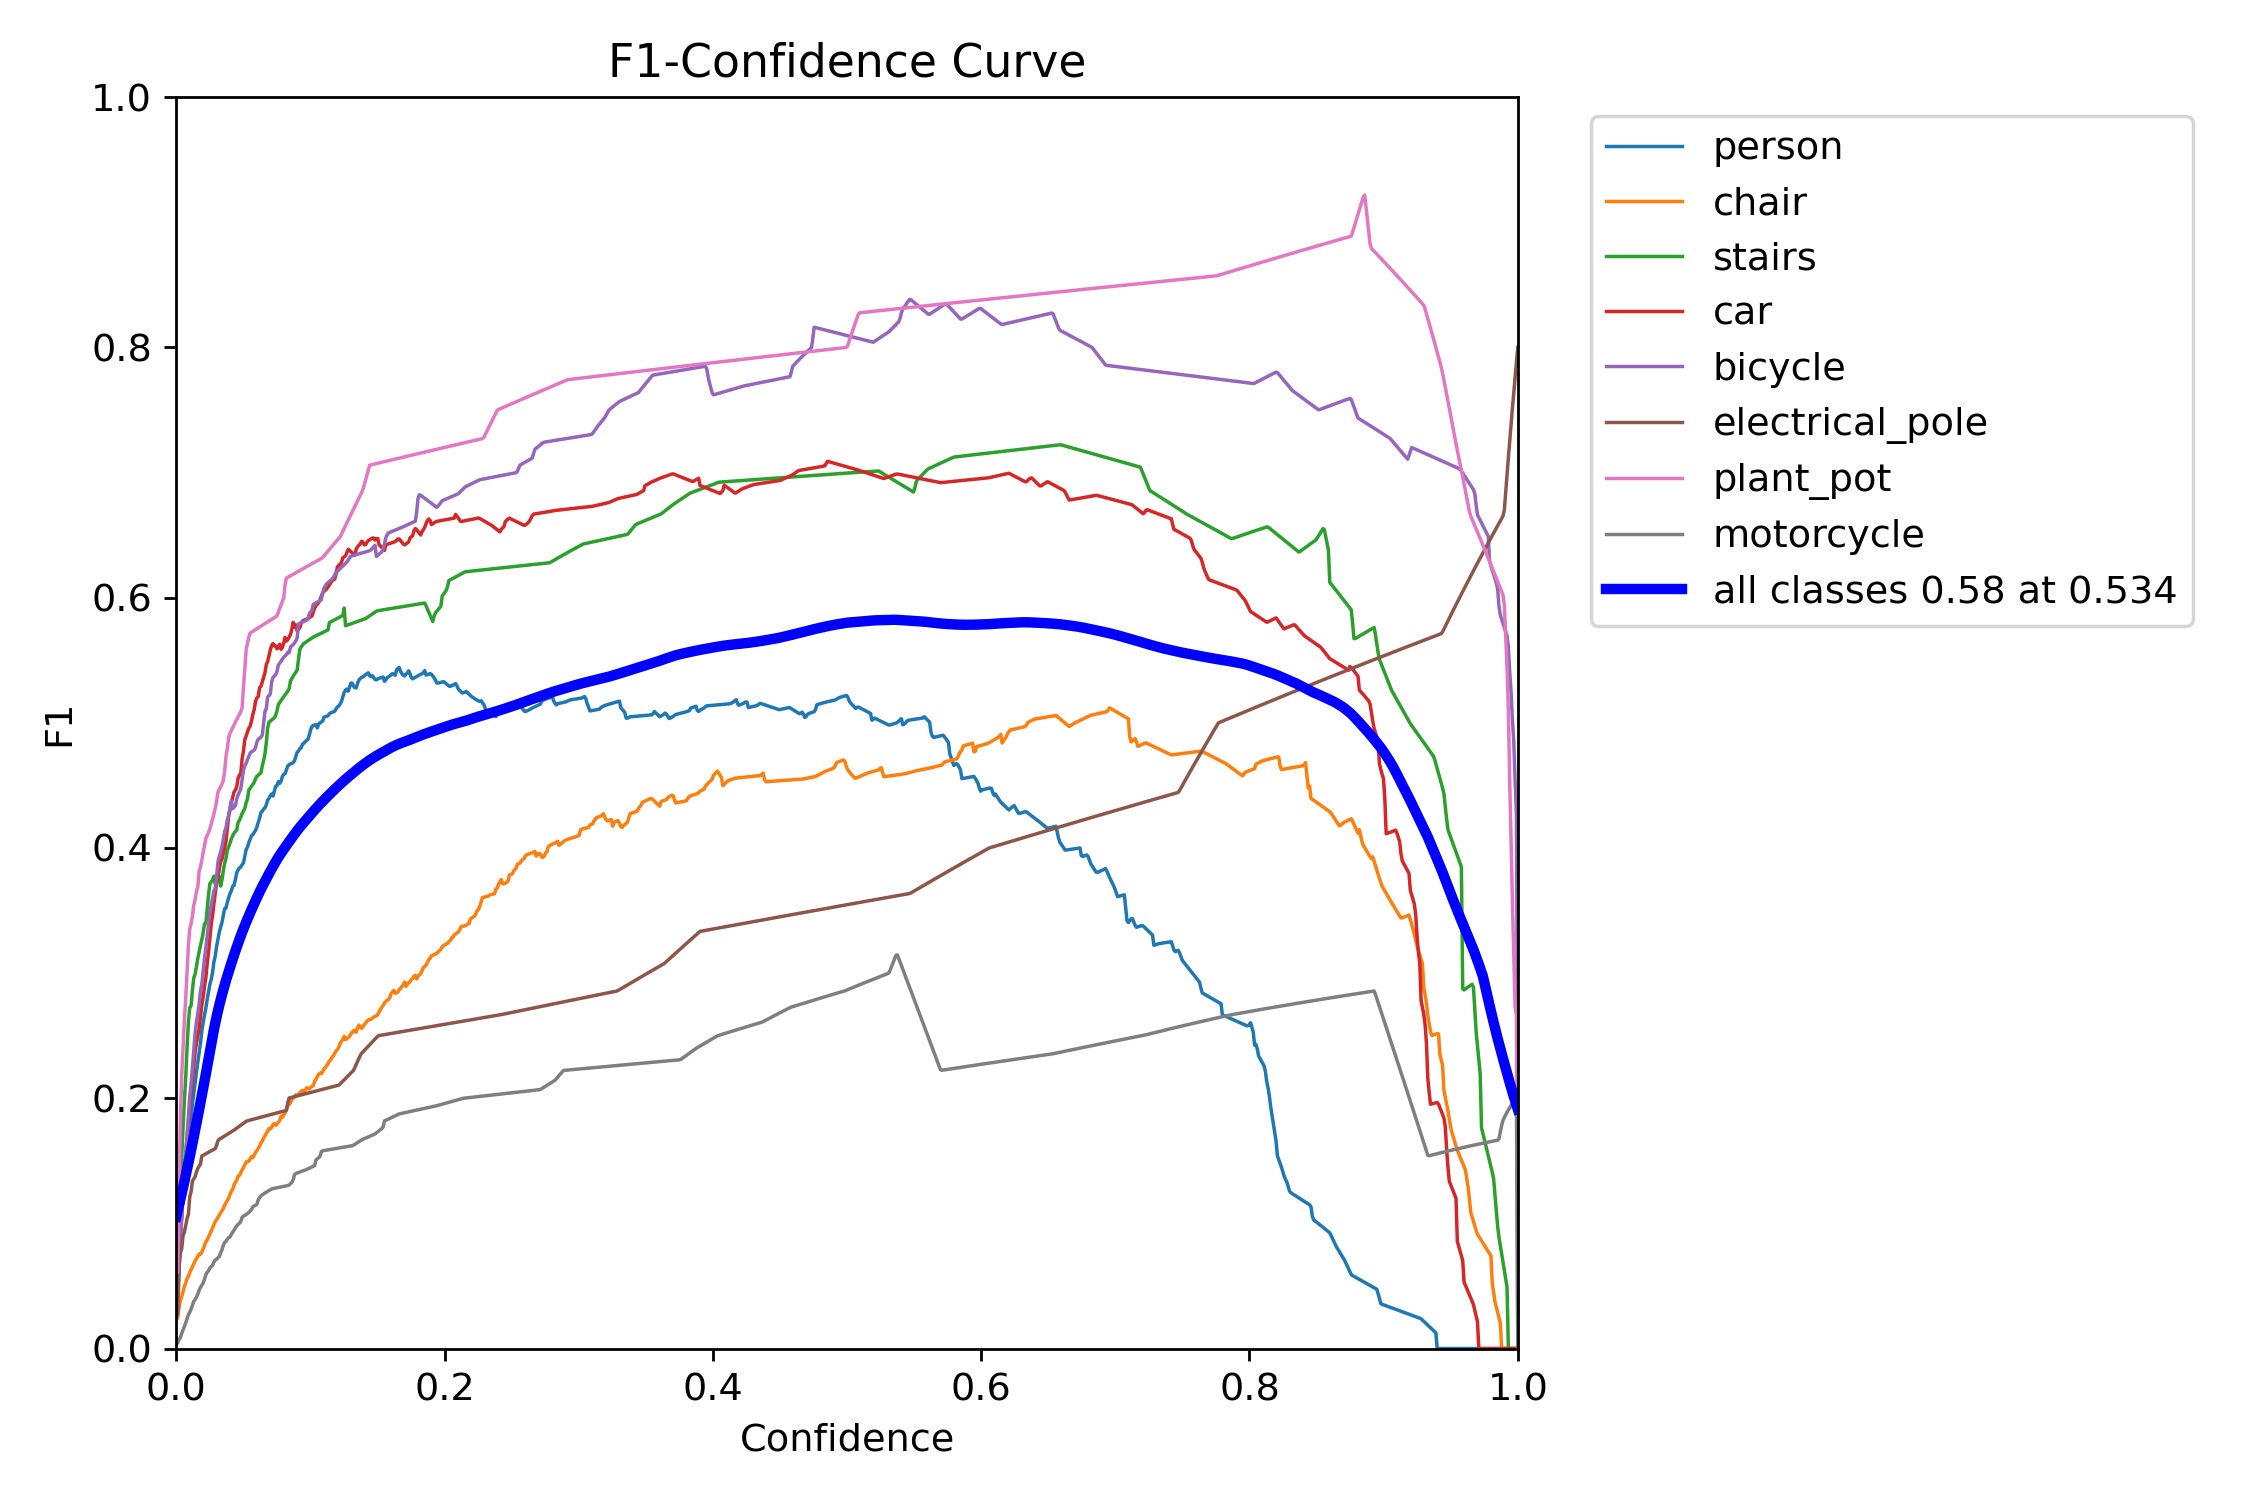 F1-Confidence Curve
1.0
0.8
0.6
0.4
0.2
0.0
F1
0.0 0.2 0.4 0.6 0.8 1.0
Confidence
person
chair
stairs
car
bicycle
electrical_pole
plant_pot
motorcycle
all classes 0.58 at 0.534